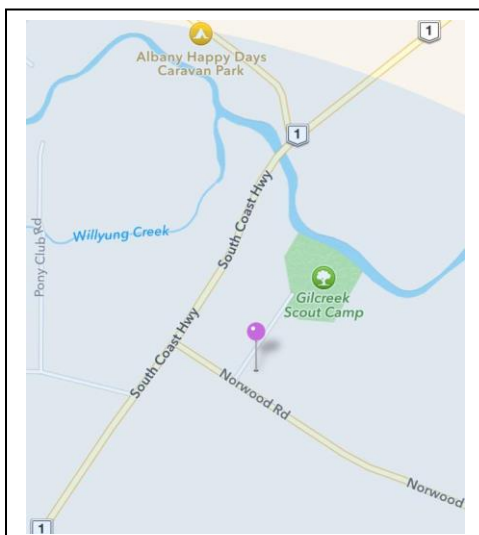 1
Albany Happy Days
Caravan Park
1
South Coast Hwy
Pony Club Rd
Willyung Creek
Gilcreek
Scout Camp
South Coast Hwy
Norwood Rd
Norwood
1